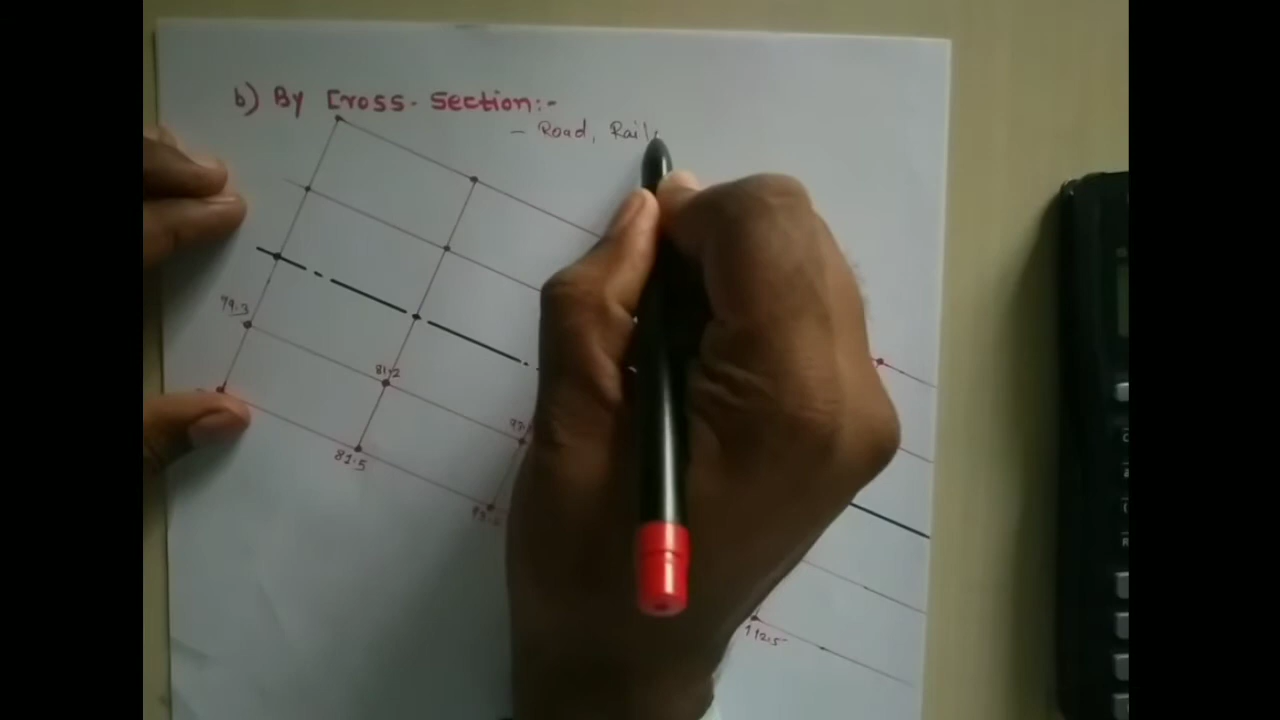 b) By Cross-Section:-
- Road, Rail
79.3
81.2
81.5
112.5